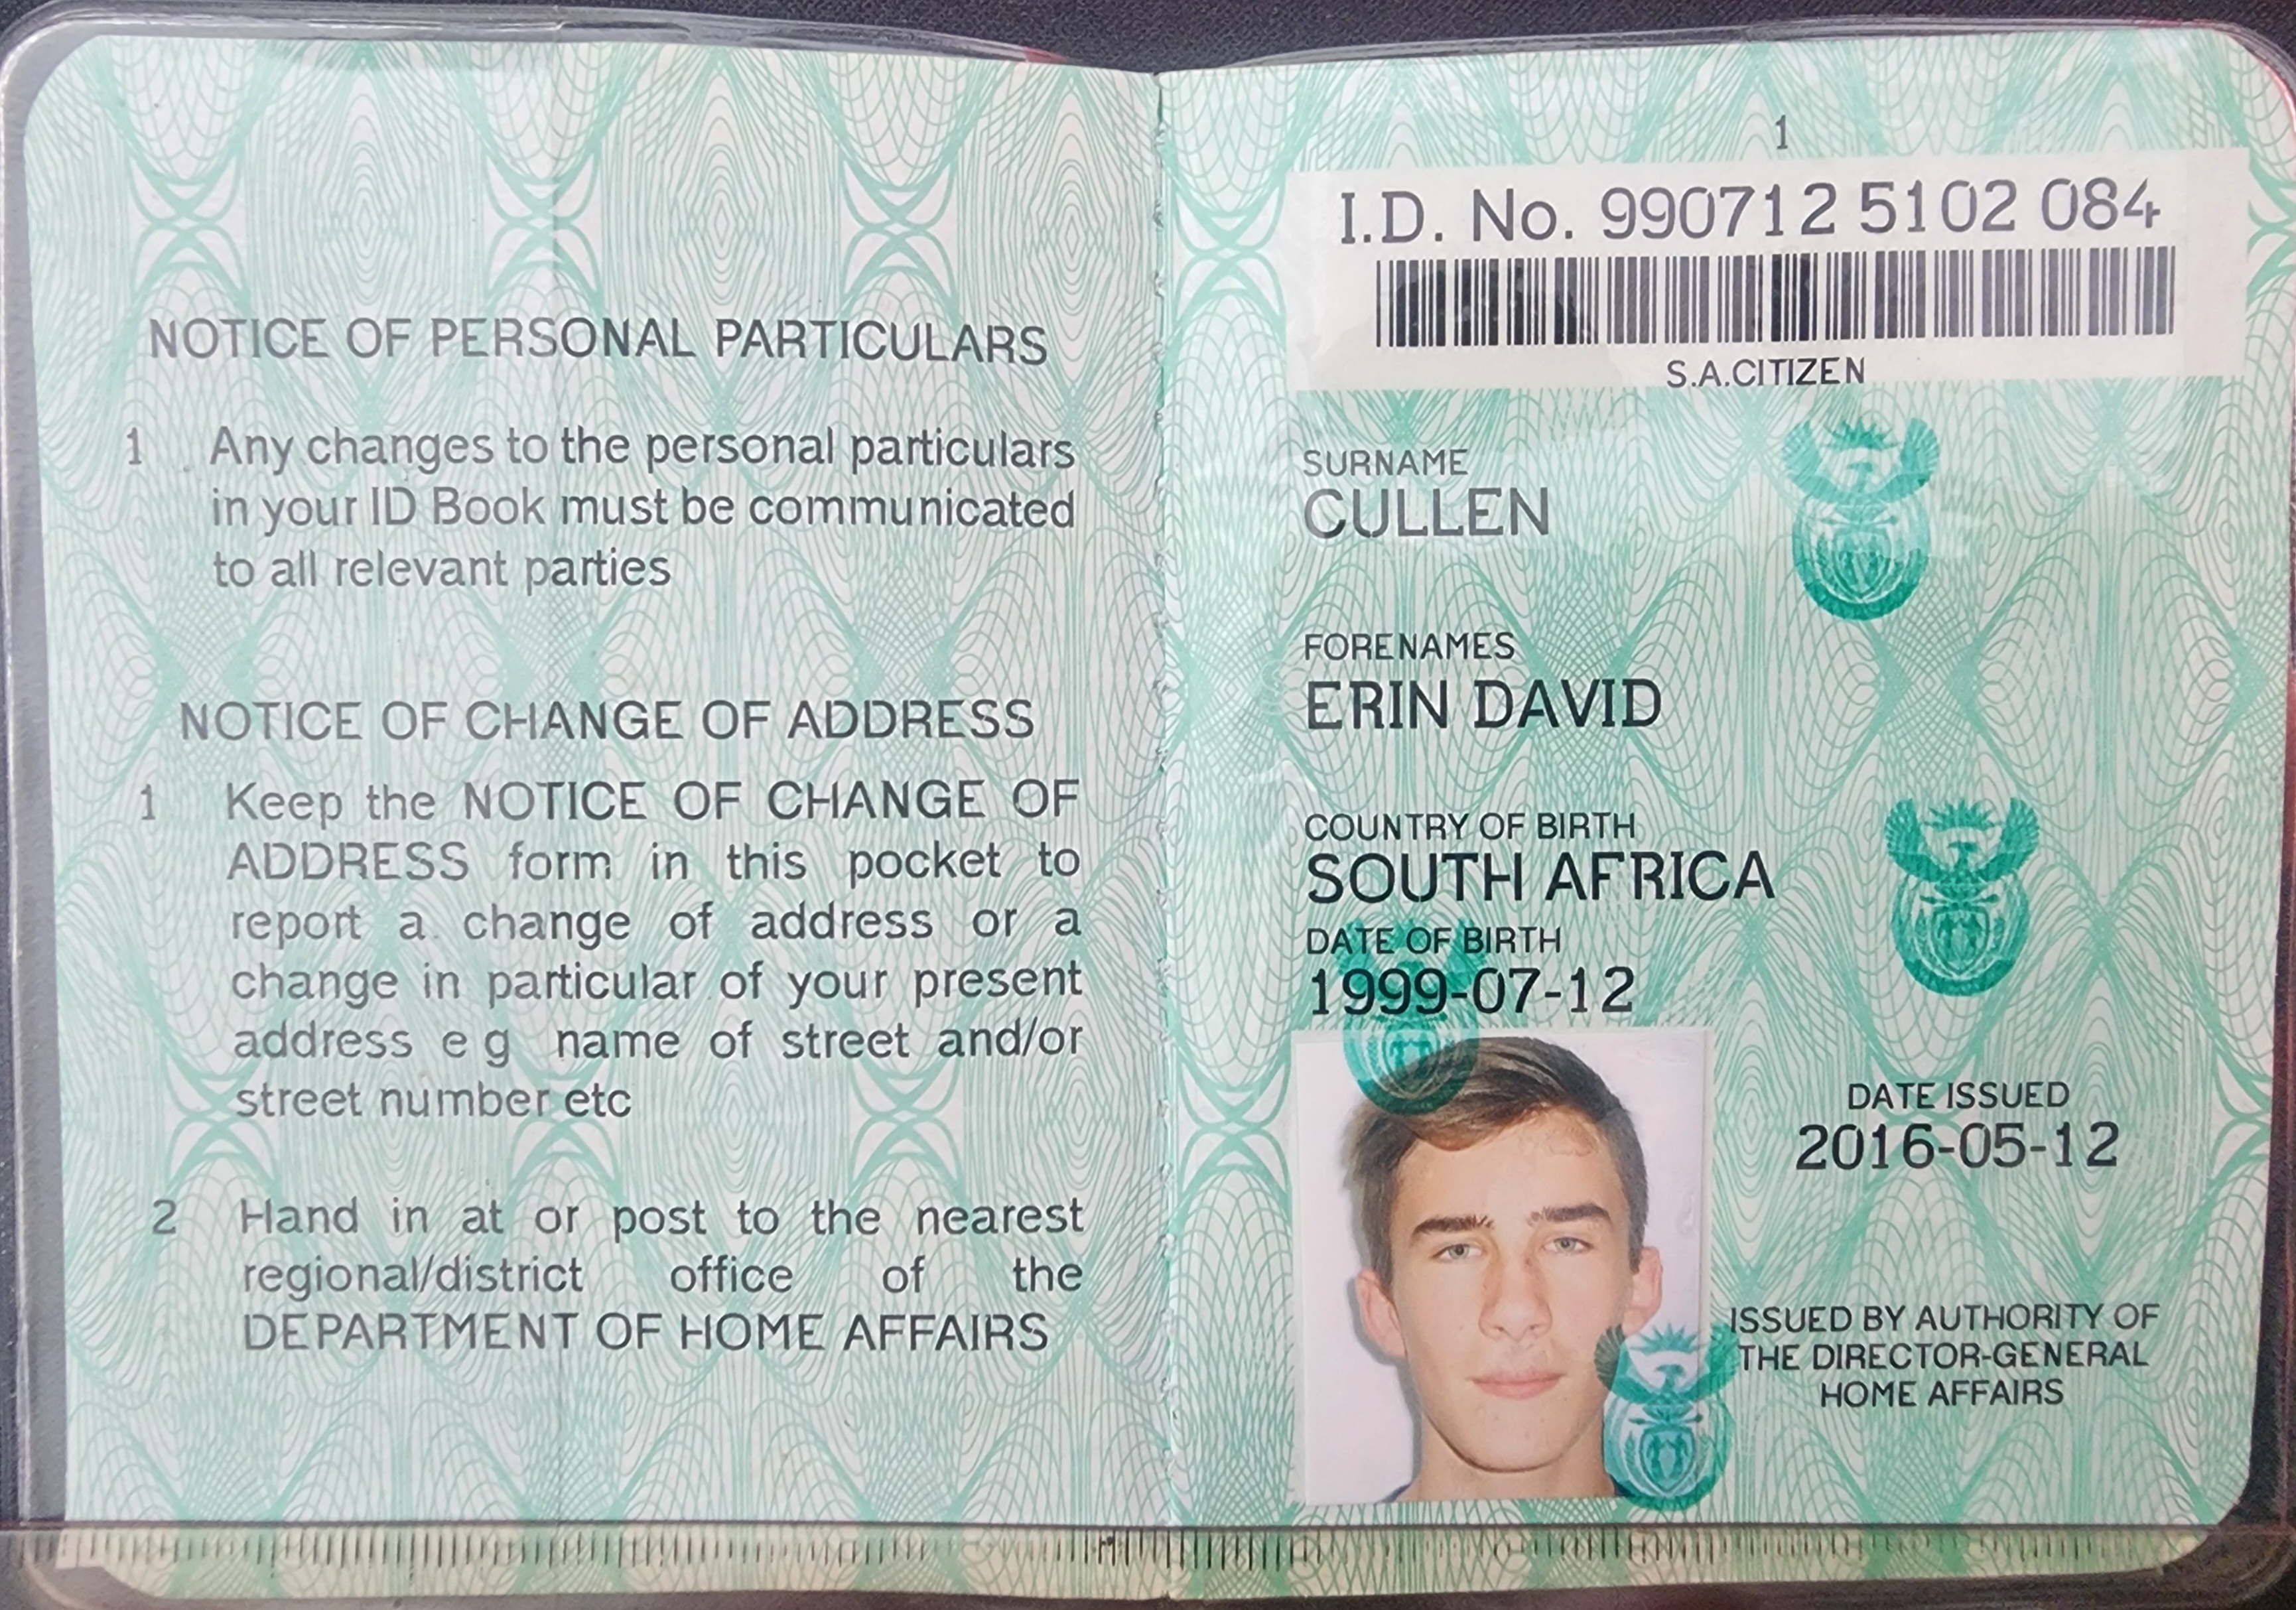 NOTICE OF PERSONAL PARTICULARS
1 Any changes to the personal particulars
in your ID Book must be communicated
to all relevant parties
NOTICE OF CHANGE OF ADDRESS
1 Keep the NOTICE OF CHANGE OF
ADDRESS form in this pocket to
report a change of address or a
change in particular of your present
address e g name of street and/or
street number etc
2 Hand in at or post to the nearest
regional/district office of the
DEPARTMENT OF HOME AFFAIRS
1
I.D. No. 990712 5102 084
S.A.CITIZEN
SURNAME
CULLEN
FORENAMES
ERIN DAVID
COUNTRY OF BIRTH
SOUTH AFRICA
DATE OF BIRTH
1999-07-12
DATE ISSUED
2016-05-12
ISSUED BY AUTHORITY OF
THE DIRECTOR-GENERAL
HOME AFFAIRS